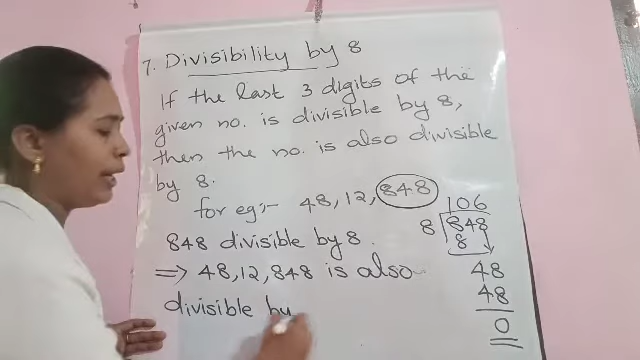 7. Divisibility by 8
If the last 3 digits of the
given no. is divisible by 8,
then the no. is also divisible
by 8.
for eg:- 48,12,848
848 divisible by 8.
=> 48,12,848 is also
divisible by
106
8 848
8
48
48
0